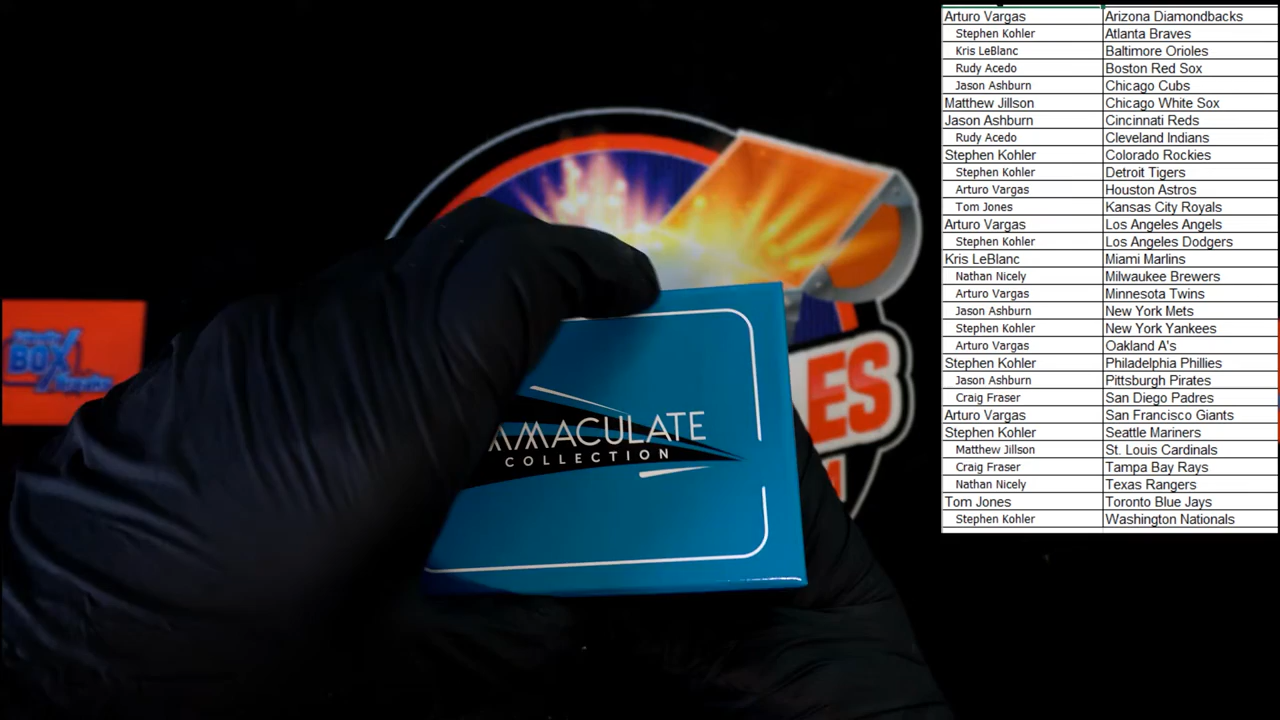 Arturo Vargas Arizona Diamondbacks
Stephen Kohler Atlanta Braves
Kris LeBlanc Baltimore Orioles
Rudy Acedo Boston Red Sox
Jason Ashburn Chicago Cubs
Matthew Jillson Chicago White Sox
Jason Ashburn Cincinnati Reds
Rudy Acedo Cleveland Indians
Stephen Kohler Colorado Rockies
Stephen Kohler Detroit Tigers
Arturo Vargas Houston Astros
Tom Jones Kansas City Royals
Arturo Vargas Los Angeles Angels
Stephen Kohler Los Angeles Dodgers
Kris LeBlanc Miami Marlins
Nathan Nicely Milwaukee Brewers
Arturo Vargas Minnesota Twins
Jason Ashburn New York Mets
Stephen Kohler New York Yankees
Arturo Vargas Oakland A's
Stephen Kohler Philadelphia Phillies
Jason Ashburn Pittsburgh Pirates
Craig Fraser San Diego Padres
Arturo Vargas San Francisco Giants
Stephen Kohler Seattle Mariners
Matthew Jillson St. Louis Cardinals
Craig Fraser Tampa Bay Rays
Nathan Nicely Texas Rangers
Tom Jones Toronto Blue Jays
Stephen Kohler Washington Nationals
MMACULATE
COLLECTION
BOX